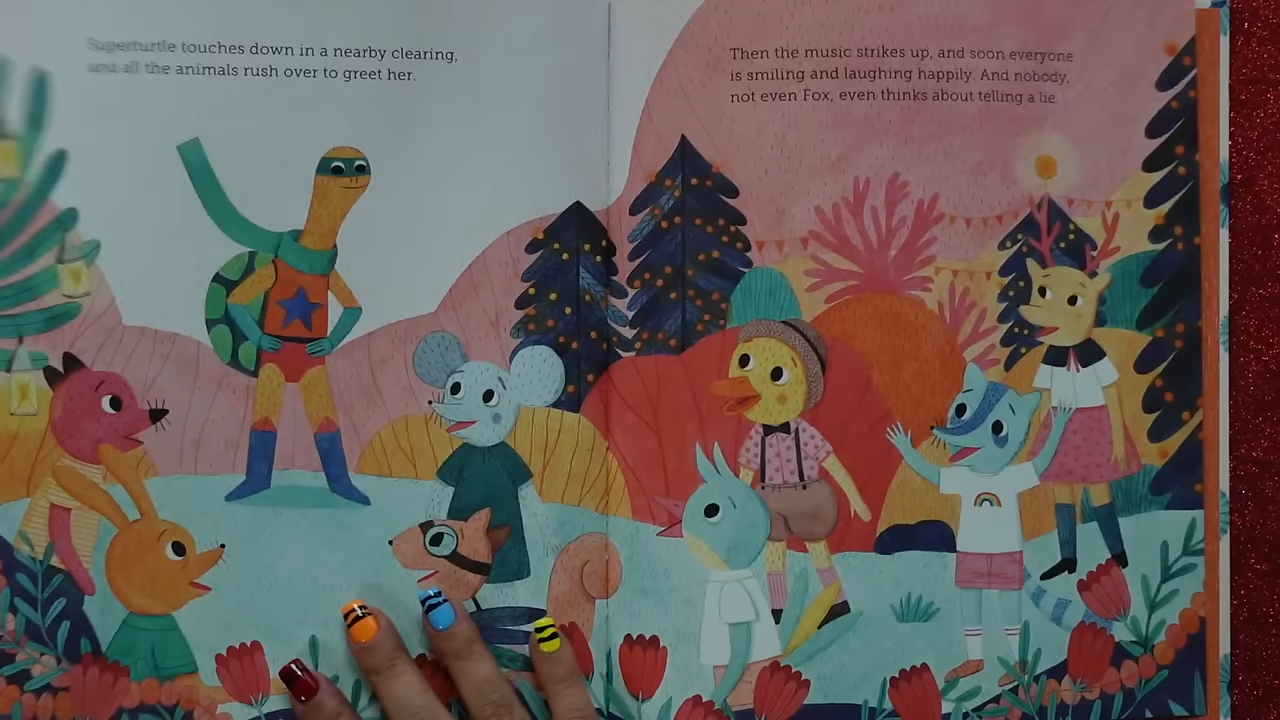 Superturtle touches down in a nearby clearing,
and all the animals rush over to greet her.
Then the music strikes up, and soon everyone
is smiling and laughing happily. And nobody,
not even Fox, even thinks about telling a lie.